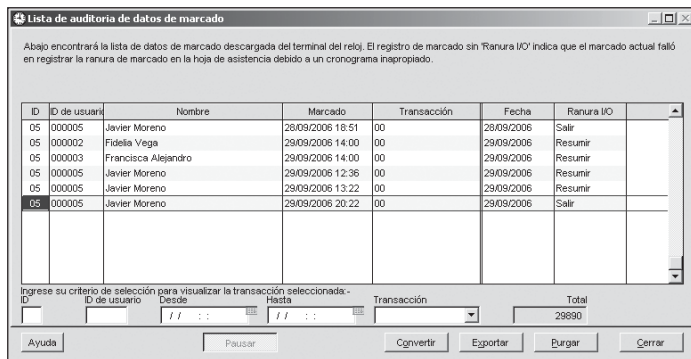 Lista de auditoria de datos de marcado
Abajo encontrará la lista de datos de marcado descargada del terminal del reloj. El registro de marcado sin 'Ranura I/O' indica que el marcado actual falló
en registrar la ranura de marcado en la hoja de asistencia debido a un cronograma inapropiado.
ID ID de usuario Nombre Marcado Transacción Fecha Ranura I/O
05 000005 Javier Moreno 28/09/2006 18:51 00 28/09/2006 Salir
05 000002 Fidelia Vega 29/09/2006 14:00 00 29/09/2006 Resumir
05 000003 Francisca Alejandro 29/09/2006 14:00 00 29/09/2006 Resumir
05 000005 Javier Moreno 29/09/2006 12:36 00 29/09/2006 Resumir
05 000005 Javier Moreno 29/09/2006 13:22 00 29/09/2006 Resumir
05 000005 Javier Moreno 29/09/2006 20:22 00 29/09/2006 Salir
Ingrese su criterio de selección para visualizar la transacción seleccionada:-
ID ID de usuario Desde Hasta Transacción Total
/ / : : / / : : 29890
Ayuda Pausar Convertir Exportar Purgar Cerrar